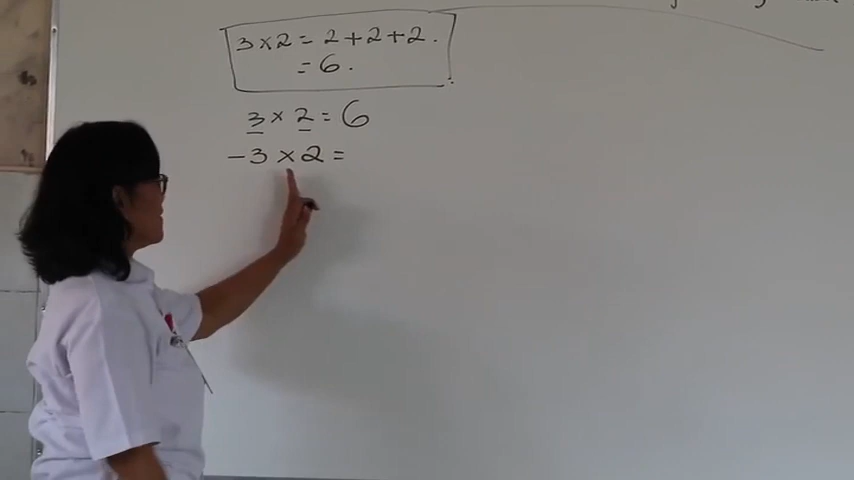 3 × 2 = 2 + 2 + 2 .
= 6 .
3 × 2 = 6
- 3 × 2 =